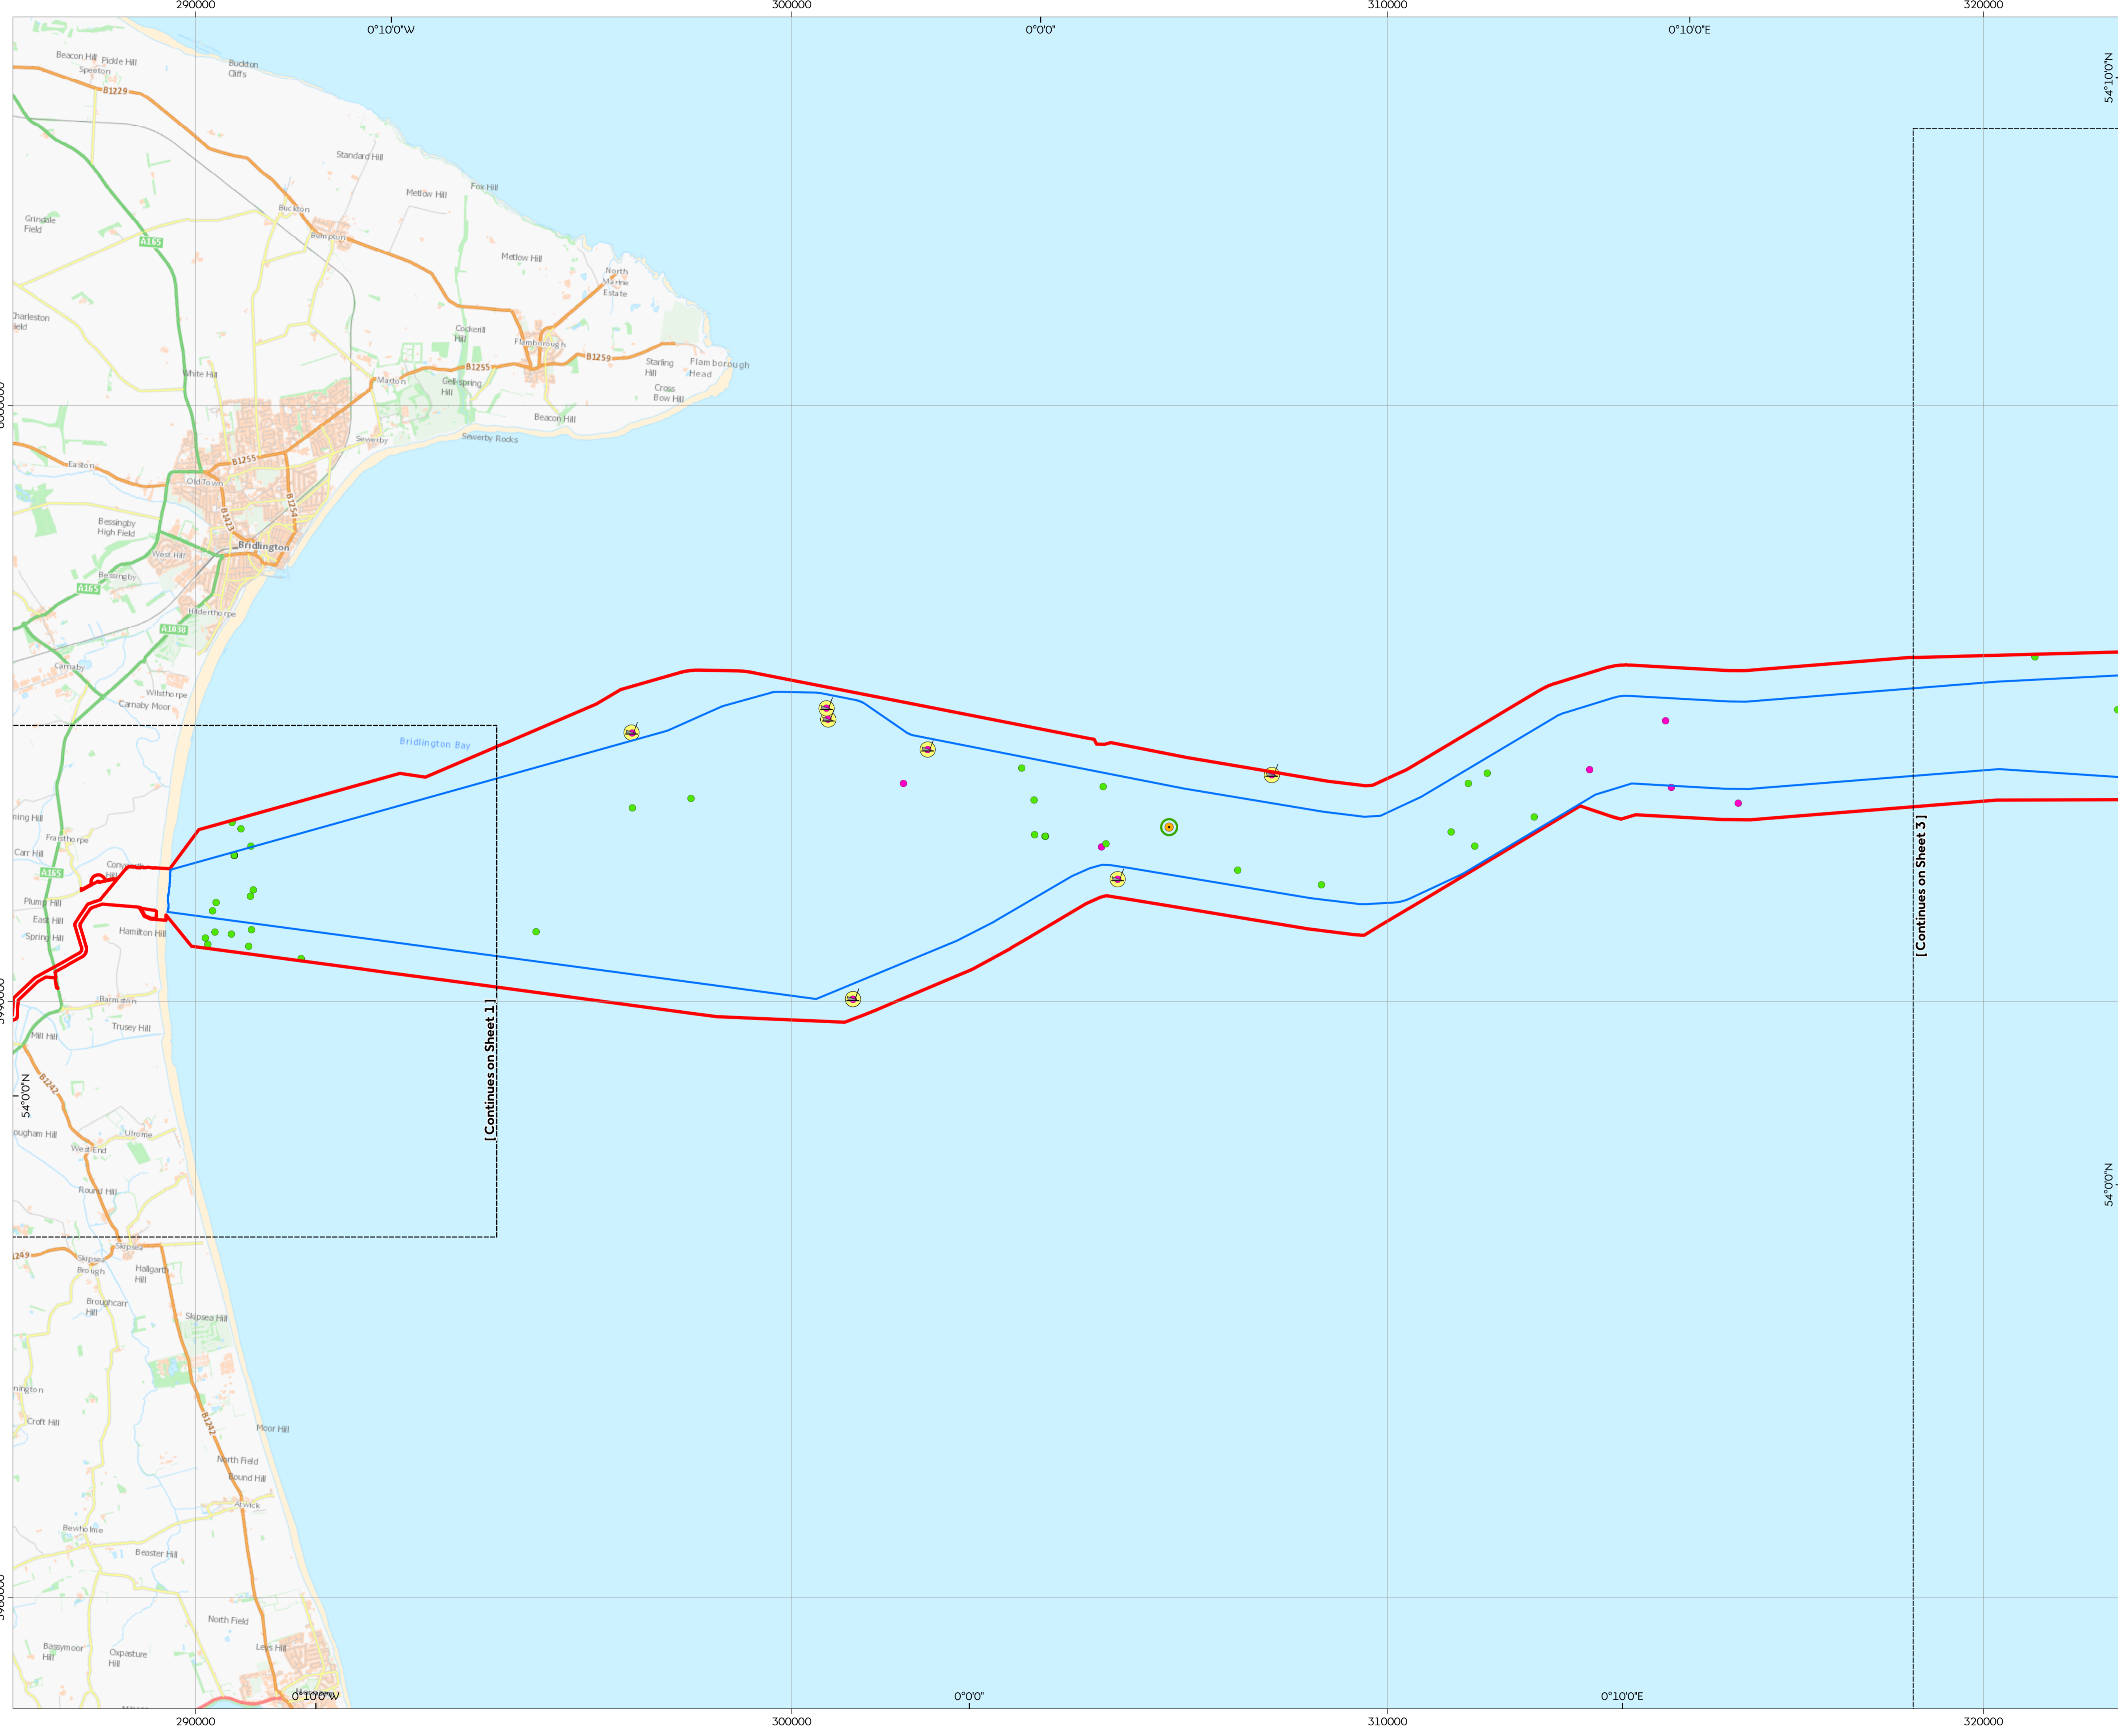 290000
300000
310000
320000
0°10'0"W
0°0'0"
0°10'0"E
54°10'0"N
Beacon Hill
Pickle Hill
Speeton
Buckton
Cliffs
B1229
Standard Hill
Fox Hill
Metlow Hill
Buckton
Grindale
Field
Bempton
A165
Metlow Hill
North
Marine
Estate
Cockerill
Hill
Flamborough
B1259
B1255
Starling
Hill
Flamborough
Head
White Hill
Marton
Gell-spring
Hill
Cross
Bow Hill
Beacon Hill
Sewerby
Sewerby Rocks
B1255
Easton
Old Town
B1254
B1423
Bessingby
High Field
Bridlington
West Hill
Bessingby
A165
Hilderthorpe
A1038
Carnaby
Wilsthorpe
Carnaby Moor
Bridlington Bay
Fraisthorpe
Carr Hill
A165
Plump Hill
East Hill
Spring Hill
Hamilton Hill
[Continues on Sheet 3]
Barmston
[Continues on Sheet 1]
Trusey Hill
Mill Hill
B1242
54°0'0"N
Ulrome
West End
54°0'0"N
Round Hill
Skipsea
Skipsea
Brough
Hallgarth
Hill
Broughcarr
Hill
Skipsea Hill
Croft Hill
B1242
Moor Hill
North Field
Bound Hill
Atwick
Bewholme
Beaster Hill
North Field
Bassymoor
Hill
Oxpasture
Hill
Leys Hill
0°10'0"W
0°0'0"
0°10'0"E
290000
300000
310000
320000